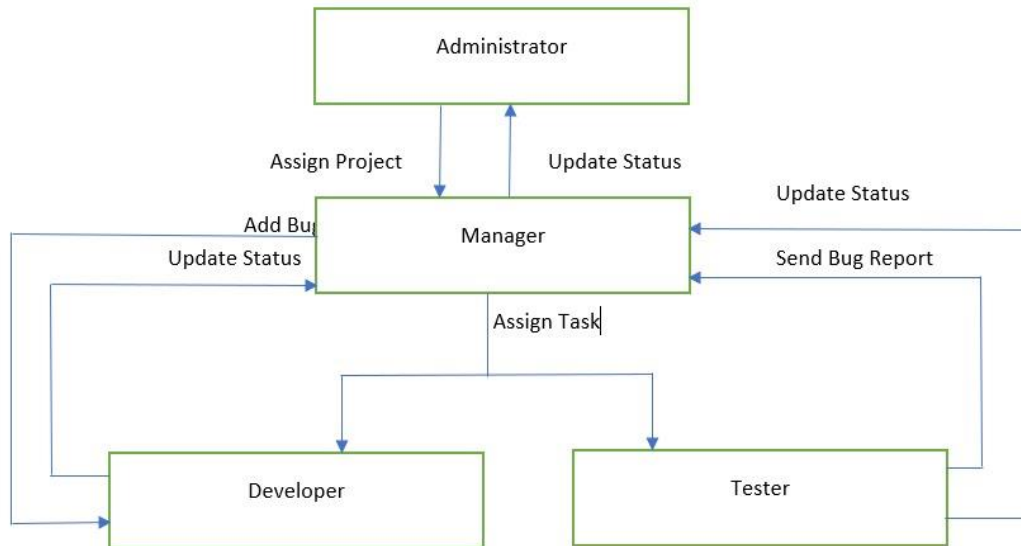 Administrator
Assign Project
Update Status
Update Status
Add Bug
Manager
Update Status
Send Bug Report
Assign Task
Developer
Tester